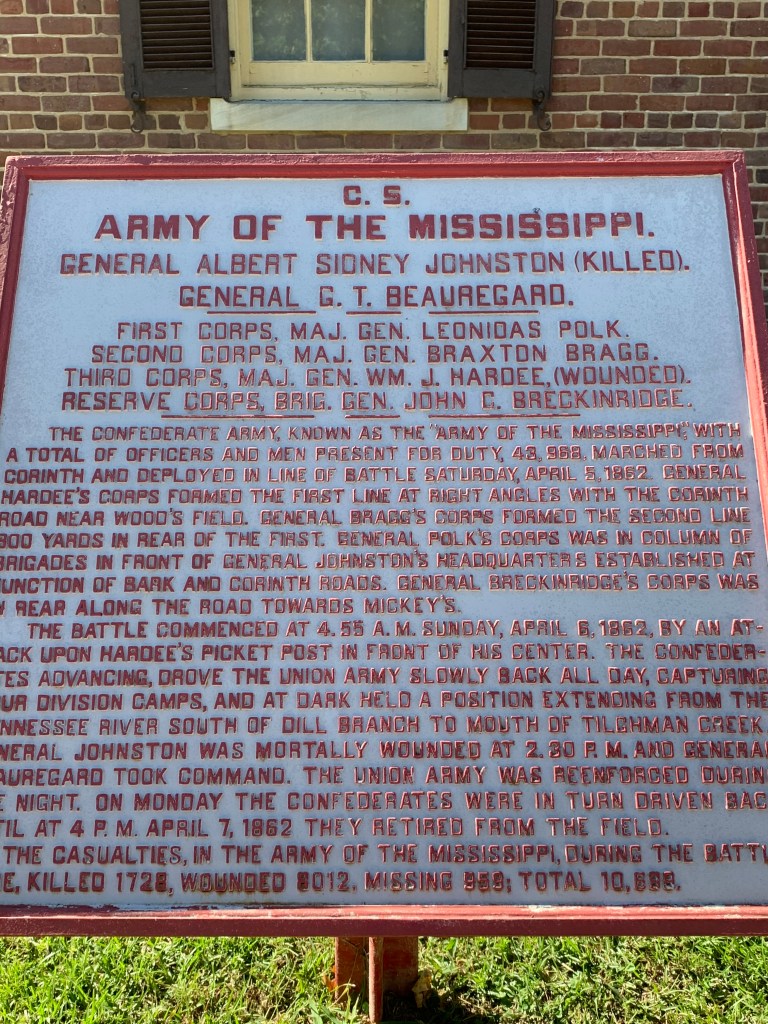 C. S.
ARMY OF THE MISSISSIPPI.
GENERAL ALBERT SIDNEY JOHNSTON (KILLED).
GENERAL G. T. BEAUREGARD.
FIRST CORPS, MAJ. GEN. LEONIDAS POLK.
SECOND CORPS, MAJ. GEN. BRAXTON BRAGG.
THIRD CORPS, MAJ. GEN. WM. J. HARDEE, (WOUNDED).
RESERVE CORPS, BRIG. GEN. JOHN C. BRECKINRIDGE.
THE CONFEDERATE ARMY, KNOWN AS THE "ARMY OF THE MISSISSIPPI," WITH
A TOTAL OF OFFICERS AND MEN PRESENT FOR DUTY, 43,968, MARCHED FROM
CORINTH AND DEPLOYED IN LINE OF BATTLE SATURDAY, APRIL 5, 1862. GENERAL
HARDEE'S CORPS FORMED THE FIRST LINE AT RIGHT ANGLES WITH THE CORINTH
ROAD NEAR WOOD'S FIELD. GENERAL BRAGG'S CORPS FORMED THE SECOND LINE
800 YARDS IN REAR OF THE FIRST. GENERAL POLK'S CORPS WAS IN COLUMN OF
BRIGADES IN FRONT OF GENERAL JOHNSTON'S HEADQUARTERS ESTABLISHED AT
JUNCTION OF BARK AND CORINTH ROADS. GENERAL BRECKINRIDGE'S CORPS WAS
N REAR ALONG THE ROAD TOWARDS MICKEY'S.
THE BATTLE COMMENCED AT 4.55 A.M. SUNDAY, APRIL 6, 1862, BY AN AT-
ACK UPON HARDEE'S PICKET POST IN FRONT OF HIS CENTER. THE CONFEDER-
TES ADVANCING, DROVE THE UNION ARMY SLOWLY BACK ALL DAY, CAPTURING
UR DIVISION CAMPS, AND AT DARK HELD A POSITION EXTENDING FROM THE
NNESSEE RIVER SOUTH OF DILL BRANCH TO MOUTH OF TILGHMAN CREEK.
NERAL JOHNSTON WAS MORTALLY WOUNDED AT 2.30 P.M. AND GENERAL
AUREGARD TOOK COMMAND. THE UNION ARMY WAS REENFORCED DURIN
E NIGHT. ON MONDAY THE CONFEDERATES WERE IN TURN DRIVEN BAC
TIL AT 4 P.M. APRIL 7, 1862 THEY RETIRED FROM THE FIELD.
THE CASUALTIES, IN THE ARMY OF THE MISSISSIPPI, DURING THE BATTL
RE, KILLED 1728, WOUNDED 8012, MISSING 959; TOTAL 10,699.